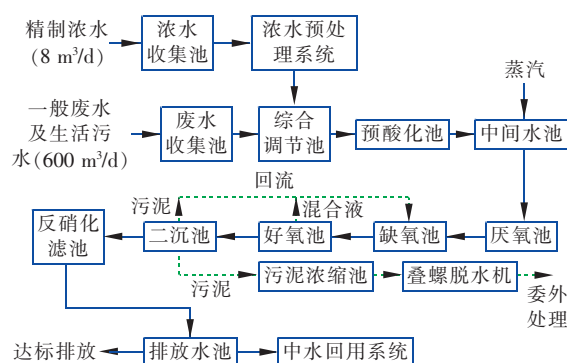 精制浓水
(8 m³/d)
浓水
收集池
浓水预处
理系统
蒸汽
一般废水
及生活污
水(600 m³/d)
废水
收集池
综合
调节池
预酸化池
中间水池
回流
污泥
混合液
反硝化
滤池
二沉池
好氧池
缺氧池
厌氧池
污泥
污泥浓缩池
叠螺脱水机
委外
处理
达标排放
排放水池
中水回用系统